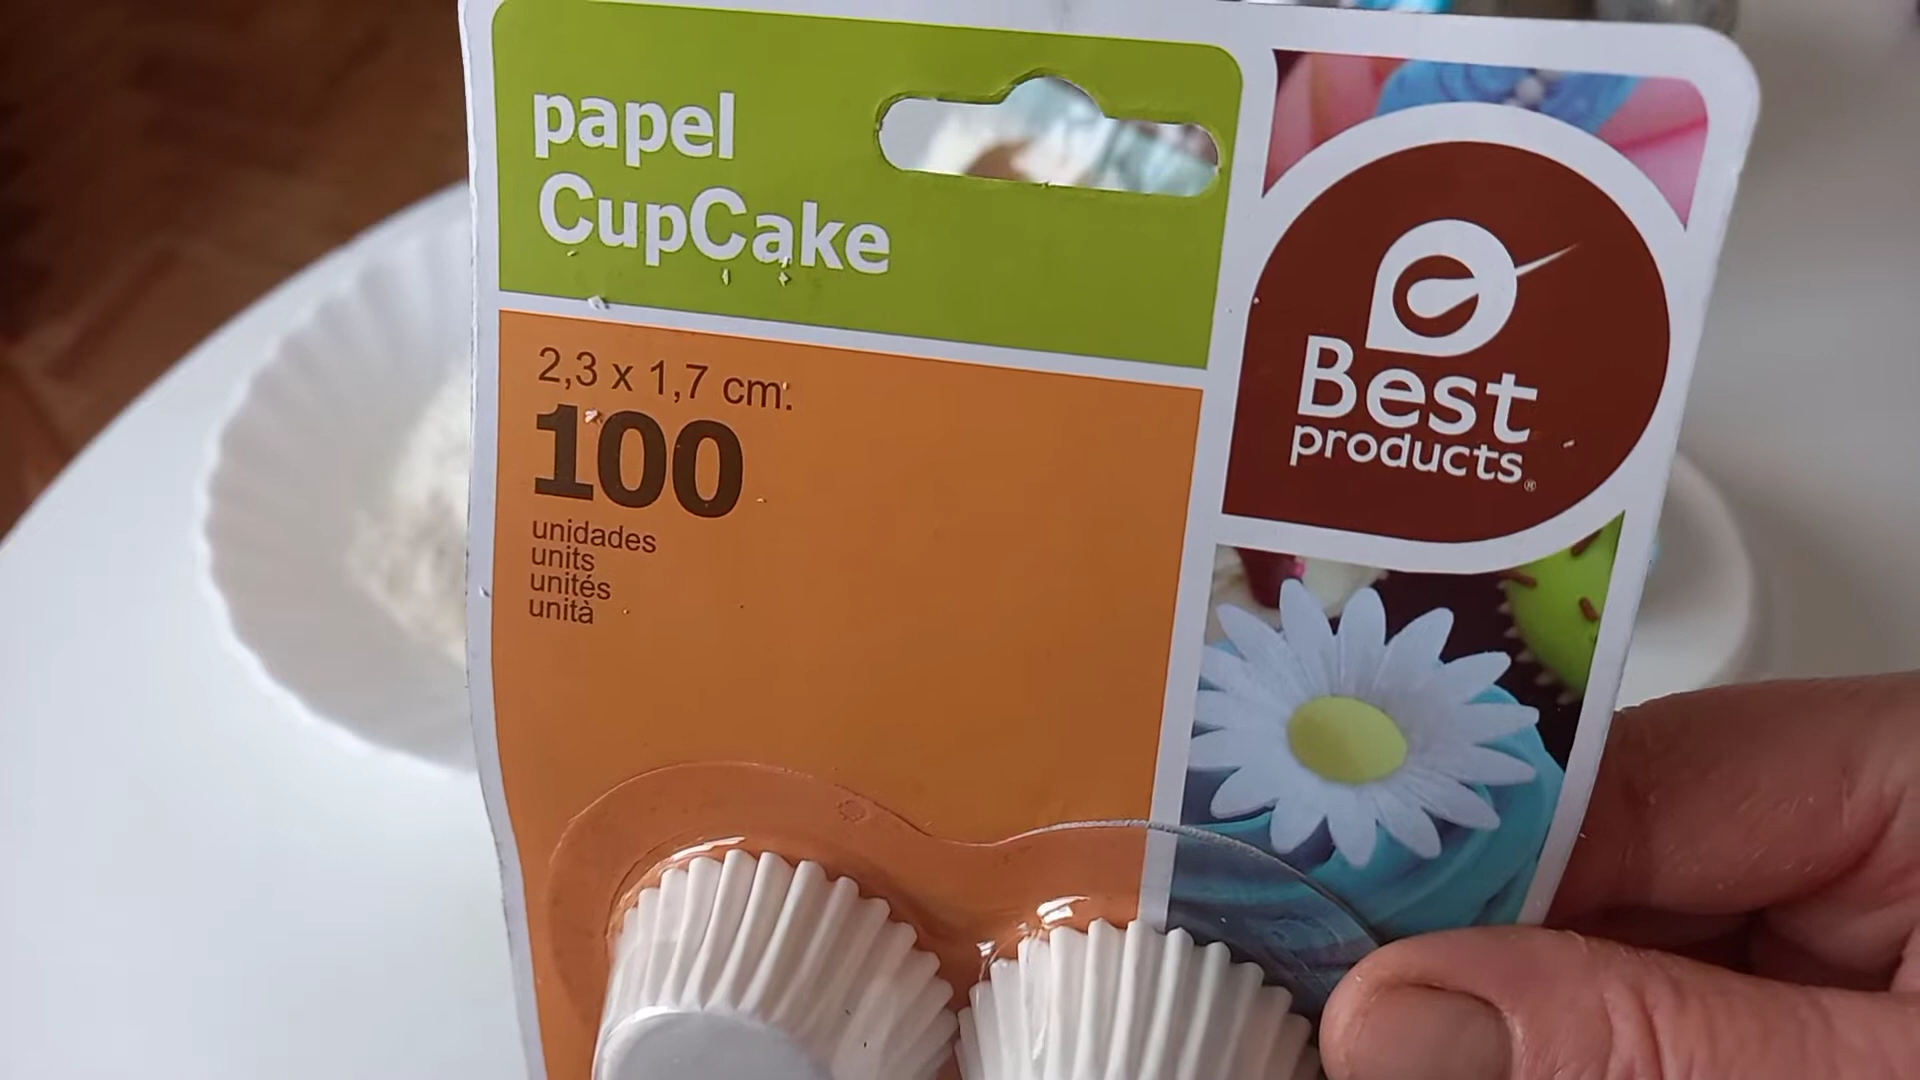 papel
CupCake
2,3 x 1,7 cm.
100
unidades
units
unités
unità
Best
products®